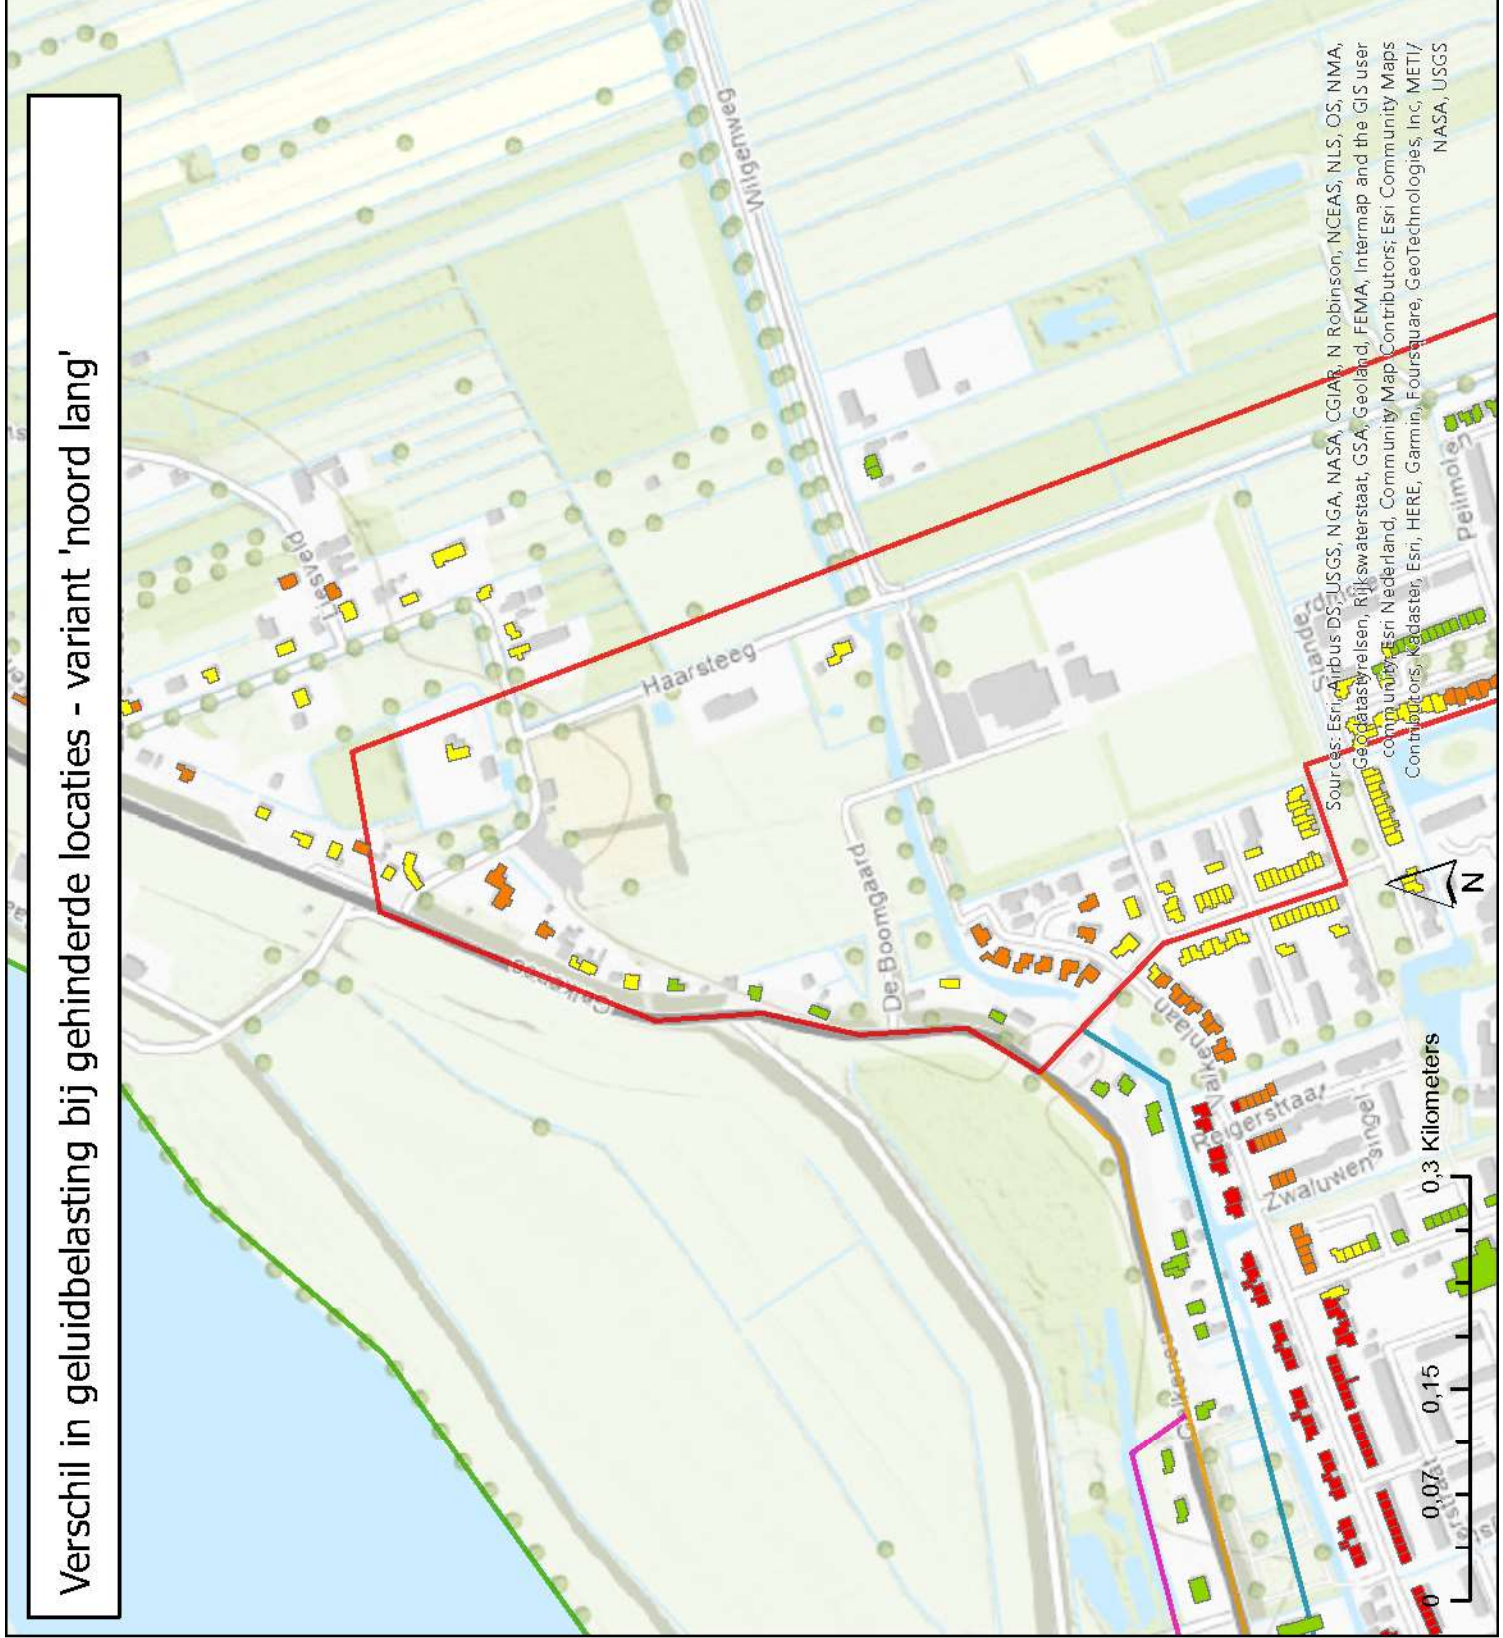 Verschil in geluidbelasting bij gehinderde locaties - variant 'noord lang'
Liesveld
Wilgenweg
Haarsteeg
De Boomgaard
Valkenlaan
Reigerstraat
Zwaluwensingel
Pelmolen
Sources: Esri, Airbus DS, USGS, NGA, NASA, CGIAR, N Robinson, NCEAS, NLS, OS, NMA,
Geodatastyrelsen, Rijkswaterstaat, GSA, Geoland, FEMA, Intermap and the GIS user
community, Esri Nederland, Community Map Contributors; Esri Community Maps
Contributors, Kadaster, Esri, HERE, Garmin, Foursquare, GeoTechnologies, Inc, METI/
NASA, USGS
N
0 0,07 0,15 0,3 Kilometers